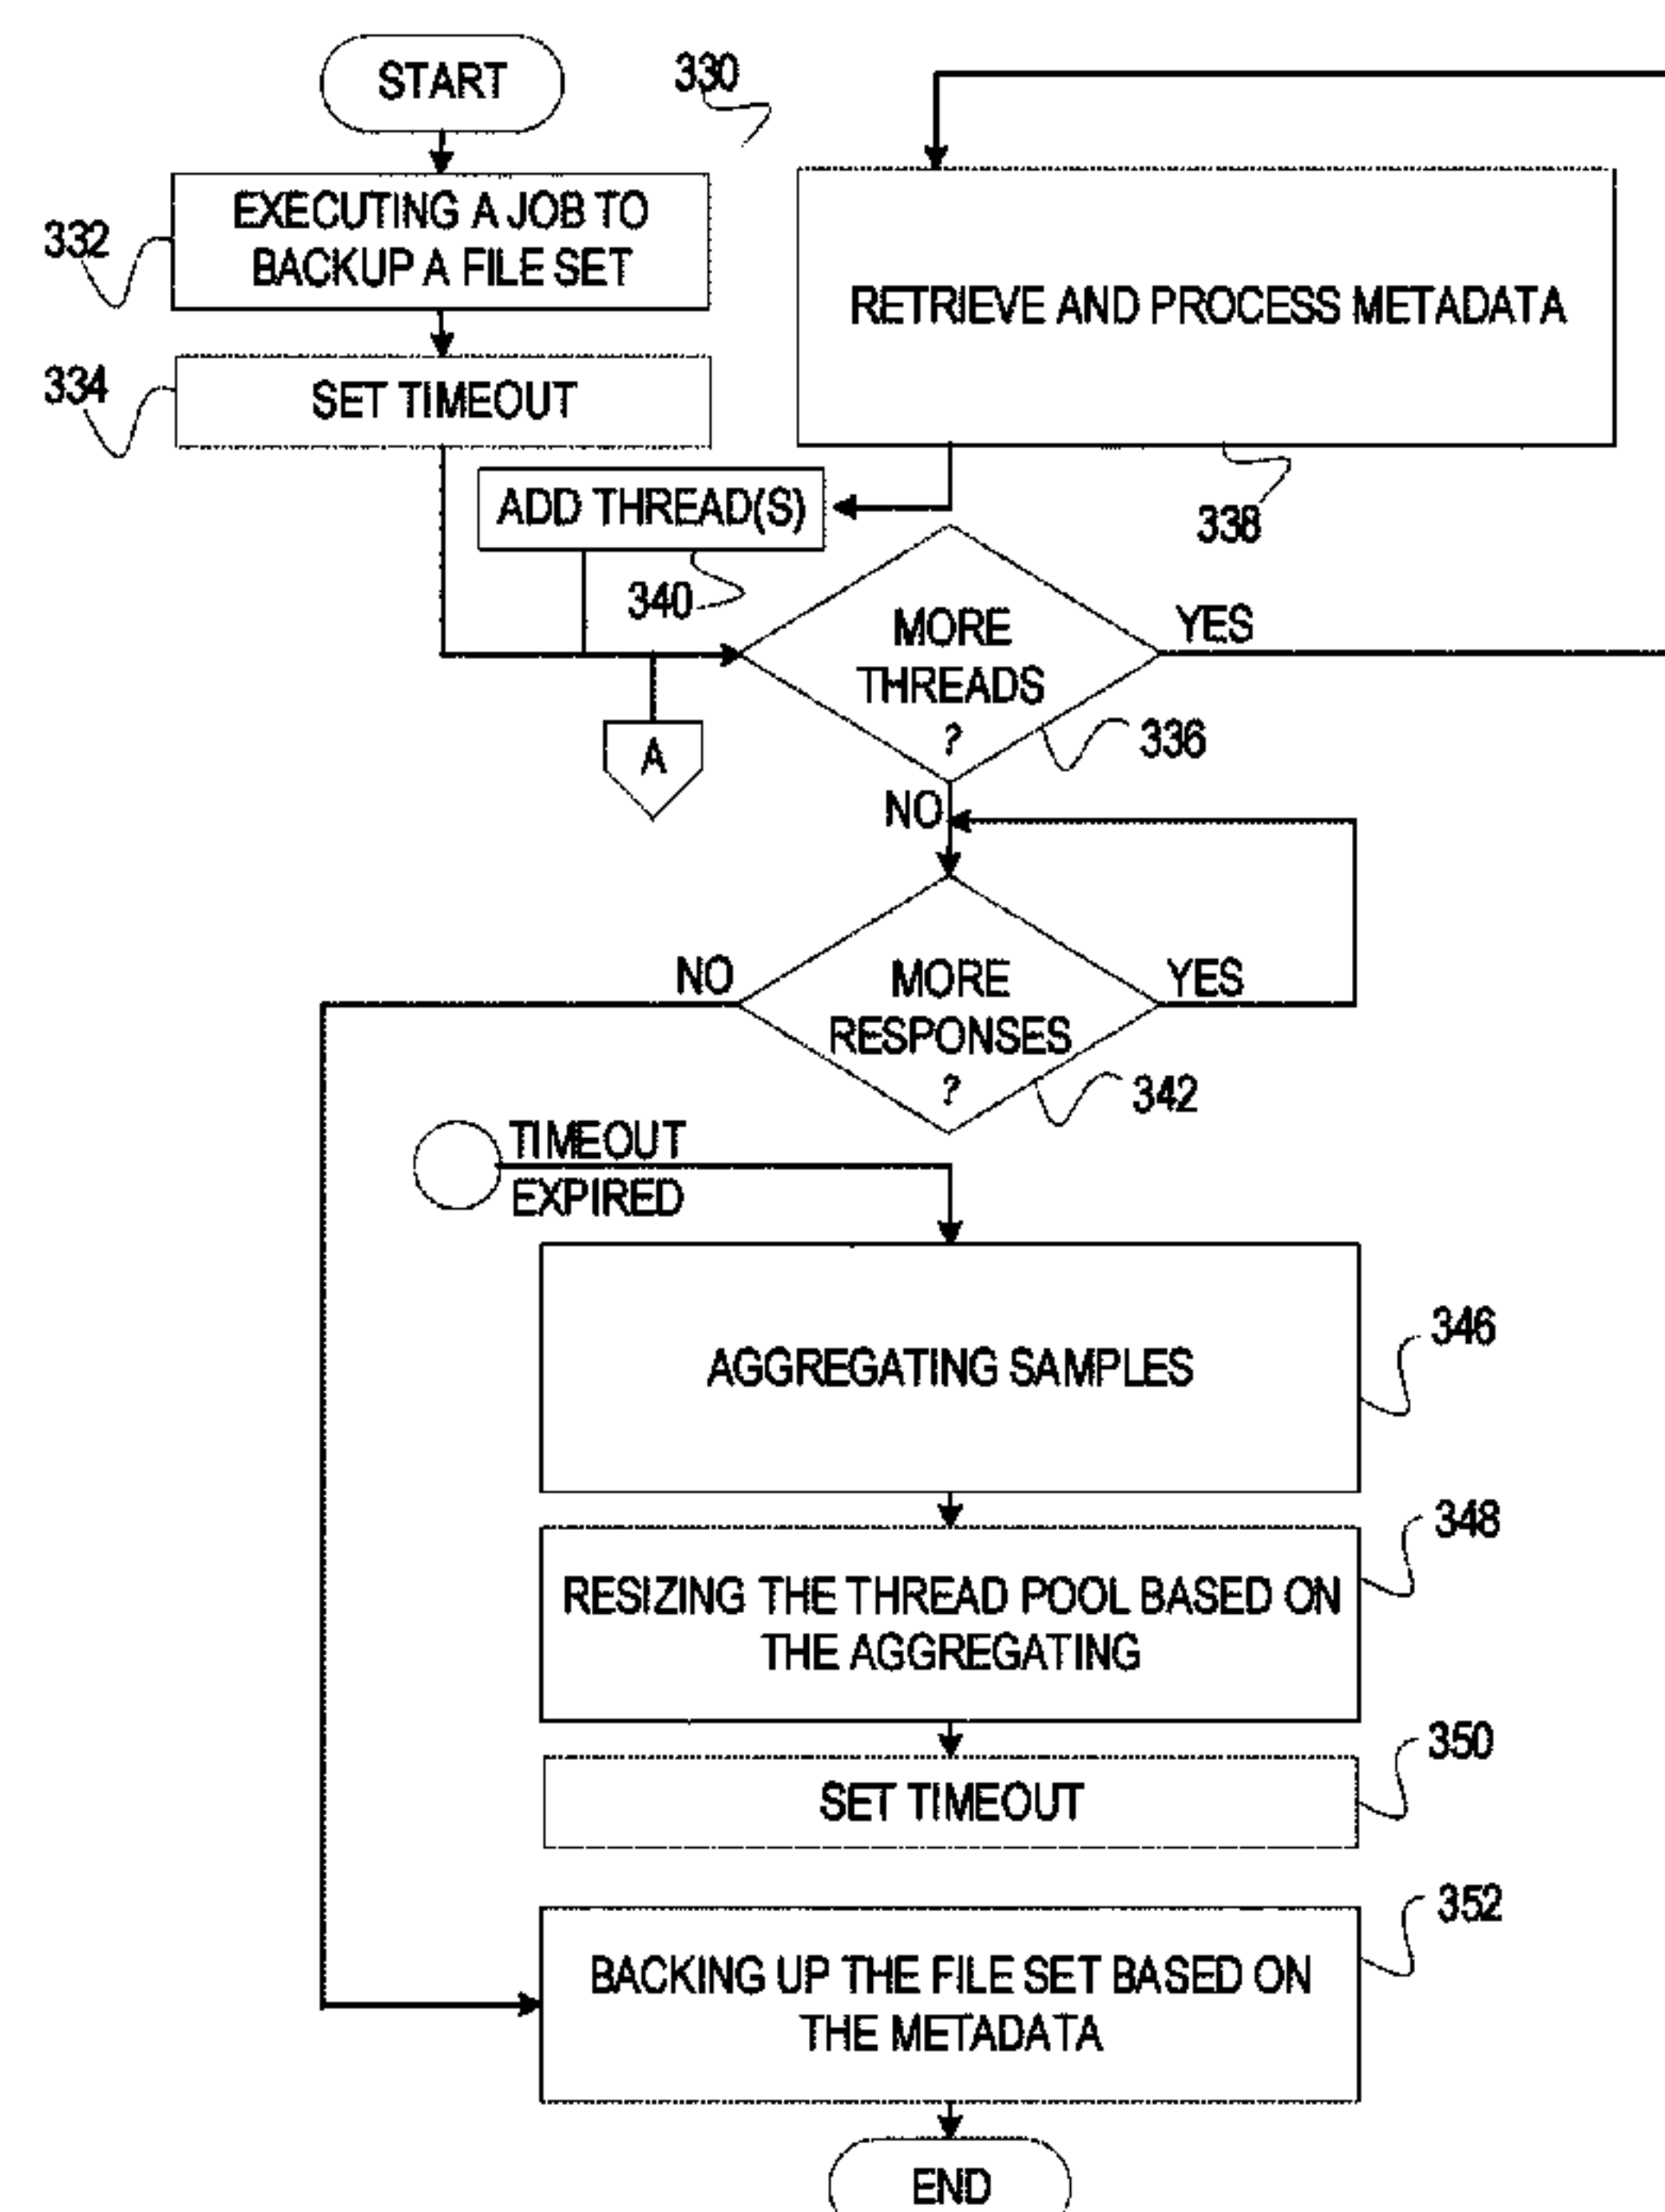 START
330
EXECUTING A JOB TO
BACKUP A FILE SET
332
RETRIEVE AND PROCESS METADATA
SET TIMEOUT
334
338
ADD THREAD(S)
340
MORE
THREADS
?
YES
336
A
NO
MORE
RESPONSES
?
NO
YES
342
TIMEOUT
EXPIRED
AGGREGATING SAMPLES
346
RESIZING THE THREAD POOL BASED ON
THE AGGREGATING
348
SET TIMEOUT
350
BACKING UP THE FILE SET BASED ON
THE METADATA
352
END